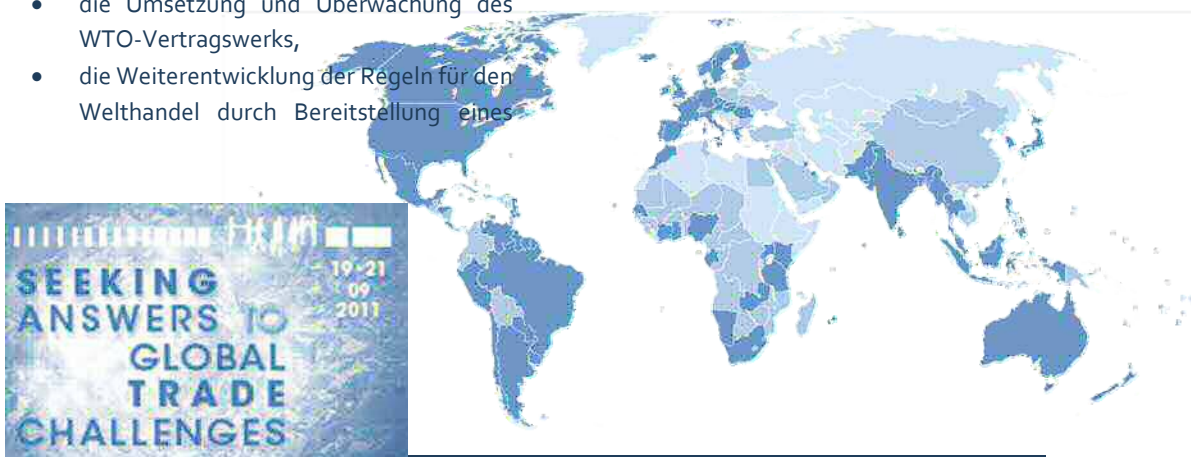 • die Umsetzung und Überwachung des
WTO-Vertragswerks,
• die Weiterentwicklung der Regeln für den
Welthandel durch Bereitstellung eines
19-21
09
2011
SEEKING
ANSWERS TO
GLOBAL
TRADE
CHALLENGES